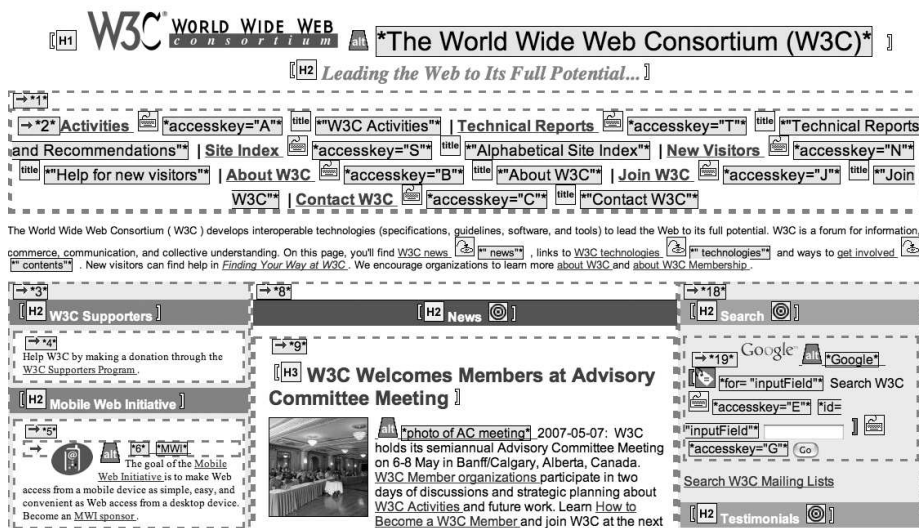 [H1 W3C® WORLD WIDE WEB consortium alt *The World Wide Web Consortium (W3C)* ]
[H2 Leading the Web to Its Full Potential... ]
→*1*
→*2* Activities *accesskey="A"* title *"W3C Activities"* | Technical Reports *accesskey="T"* title *"Technical Reports
and Recommendations"* | Site Index *accesskey="S"* title *"Alphabetical Site Index"* | New Visitors *accesskey="N"*
title *"Help for new visitors"* | About W3C *accesskey="B"* title *"About W3C"* | Join W3C *accesskey="J"* title *"Join
W3C"* | Contact W3C *accesskey="C"* title *"Contact W3C"*
The World Wide Web Consortium ( W3C ) develops interoperable technologies (specifications, guidelines, software, and tools) to lead the Web to its full potential. W3C is a forum for information,
commerce, communication, and collective understanding. On this page, you'll find W3C news *" news"* , links to W3C technologies *" technologies"* and ways to get involved
*" contents"* . New visitors can find help in Finding Your Way at W3C . We encourage organizations to learn more about W3C and about W3C Membership .
→*3*
[H2 W3C Supporters ]
→*4*
Help W3C by making a donation through the
W3C Supporters Program .
[H2 Mobile Web Initiative ]
→*5*
→ @ alt *6* *MWI*
The goal of the Mobile
Web Initiative is to make Web
access from a mobile device as simple, easy, and
convenient as Web access from a desktop device.
Become an MWI sponsor .
→*8*
[H2 News ]
→*9*
[H3 W3C Welcomes Members at Advisory
Committee Meeting ]
alt *photo of AC meeting* 2007-05-07: W3C
holds its semiannual Advisory Committee Meeting
on 6-8 May in Banff/Calgary, Alberta, Canada.
W3C Member organizations participate in two
days of discussions and strategic planning about
W3C Activities and future work. Learn How to
Become a W3C Member and join W3C at the next
→*18*
[H2 Search ]
→*19* Google™ alt *Google*
[ *for= "inputField"* Search W3C
*accesskey="E"* *id=
"inputField"* ]
*accesskey="G"* Go
Search W3C Mailing Lists
[H2 Testimonials ]